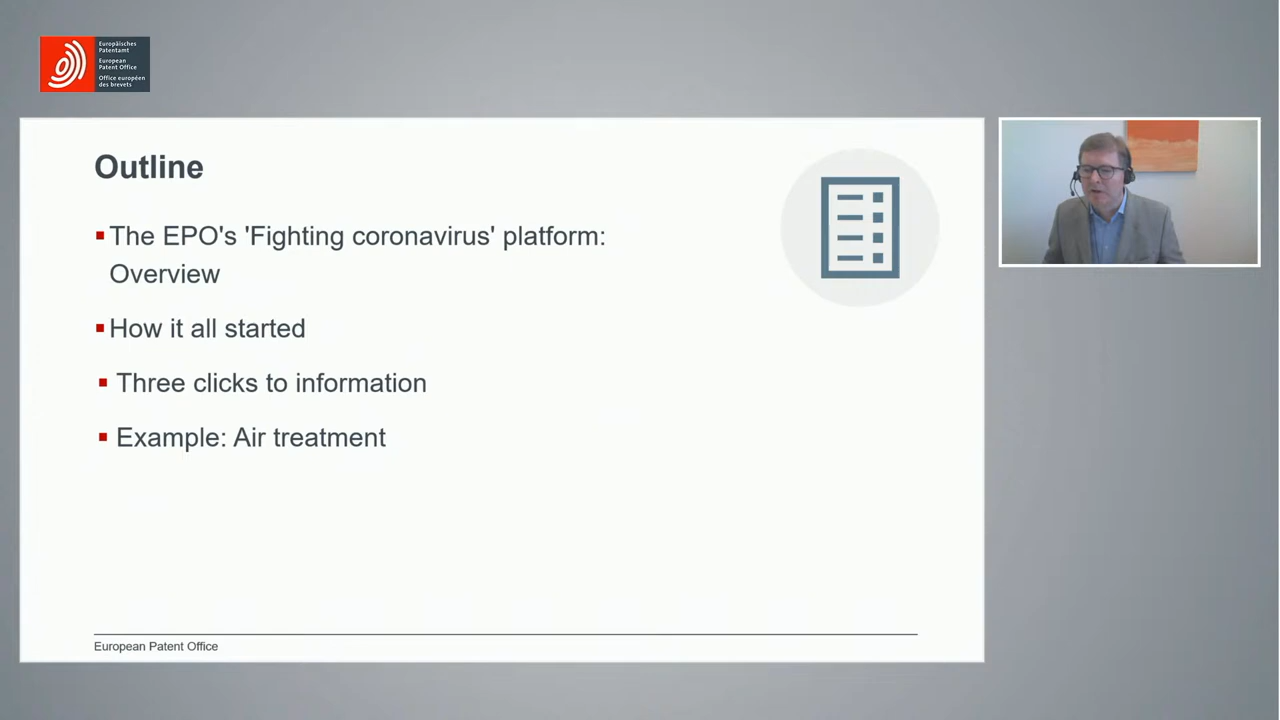 Europäisches
Patentamt
European
Patent Office
Office européen
des brevets
Outline
The EPO's 'Fighting coronavirus' platform:
Overview
How it all started
Three clicks to information
Example: Air treatment
European Patent Office